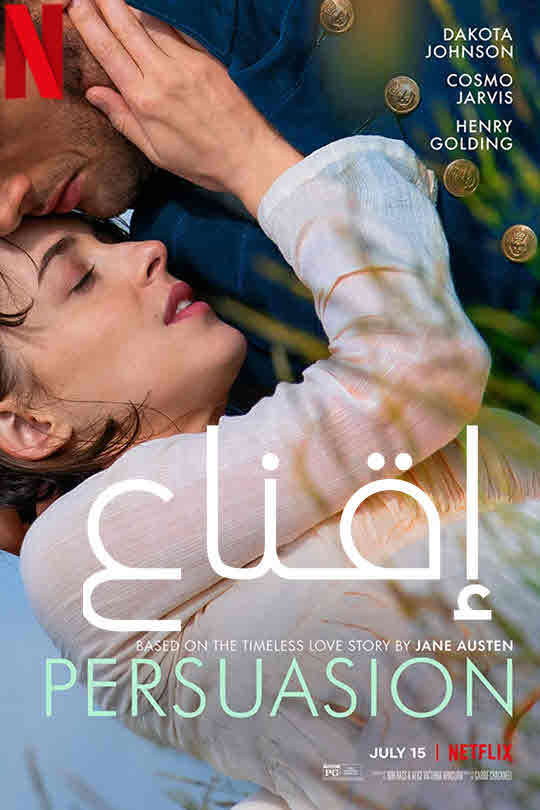 N
DAKOTA
JOHNSON
COSMO
JARVIS
HENRY
GOLDING
إقناع
BASED ON THE TIMELESS LOVE STORY BY JANE AUSTEN
PERSUASION
JULY 15 | NETFLIX
PG